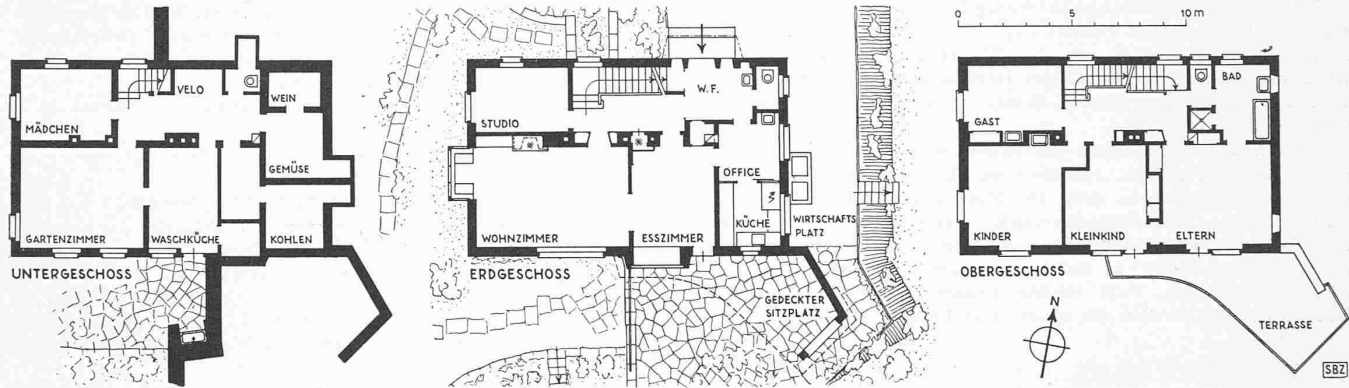 VELO
WEIN
MÄDCHEN
GEMÜSE
GARTENZIMMER
WASCHKÜCHE
KOHLEN
UNTERGESCHOSS
W.F.
STUDIO
OFFICE
KÜCHE
WIRTSCHAFTS
PLATZ
WOHNZIMMER
ESSZIMMER
ERDGESCHOSS
GEDECKTER
SITZPLATZ
0 5 10 m
BAD
GAST
KINDER
KLEINKIND
ELTERN
OBERGESCHOSS
N
TERRASSE
SBZ